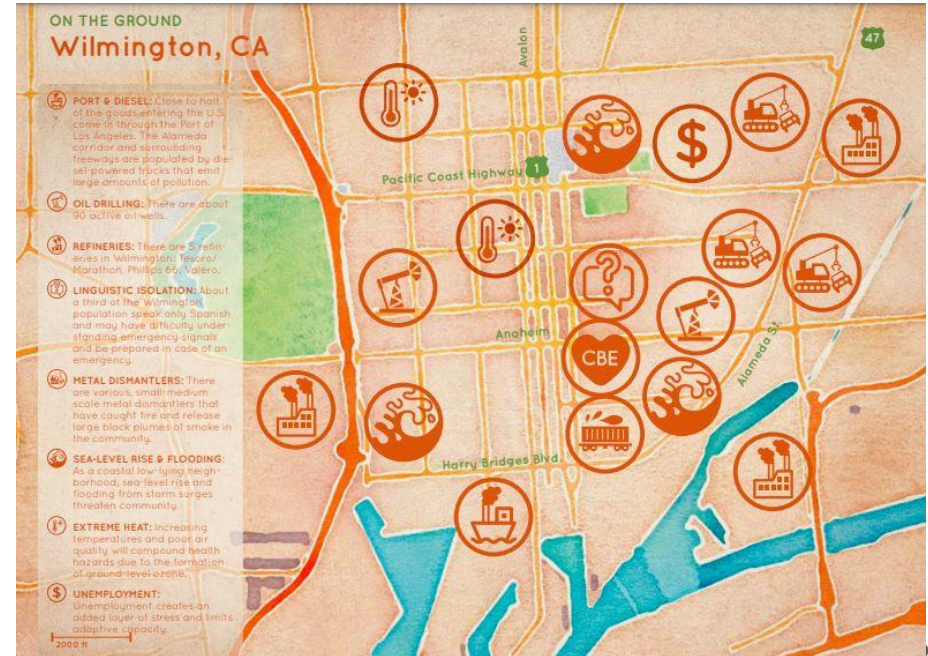 ON THE GROUND
Wilmington, CA
PORT & DIESEL: Close to half
of the goods entering the U.S.
come in through the Port of
Los Angeles. The Alameda
corridor and surrounding
freeways are populated by die-
sel-powered trucks that emit
large amounts of pollution.
OIL DRILLING: There are about
90 active oil wells.
REFINERIES: There are 5 refin-
eries in Wilmington: Tesoro/
Marathon, Phillips 66, Valero.
LINGUISTIC ISOLATION: About
a third of the Wilmington
population speak only Spanish
and may have difficulty under-
standing emergency signals
and be prepared in case of an
emergency.
METAL DISMANTLERS: There
are various, small-medium
scale metal dismantlers that
have caught fire and release
large black plumes of smoke in
the community.
SEA-LEVEL RISE & FLOODING:
As a coastal low-lying neigh-
borhood, sea-level rise and
flooding from storm surges
threaten community.
EXTREME HEAT: Increasing
temperatures and poor air
quality will compound health
hazards due to the formation
of ground-level ozone.
$
UNEMPLOYMENT:
Unemployment creates an
added layer of stress and limits
adaptive capacity.
2000 ft
Avalon
47
Pacific Coast Highway
1
$
?
Anaheim
CBE
Alameda St.
Harry Bridges Blvd.